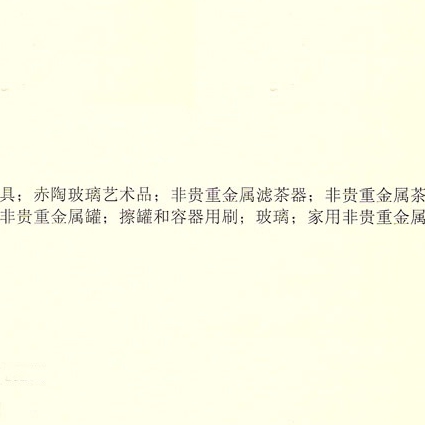 具；赤陶玻璃艺术品；非贵重金属滤茶器；非贵重金属茶
非贵重金属罐；擦罐和容器用刷；玻璃；家用非贵重金属